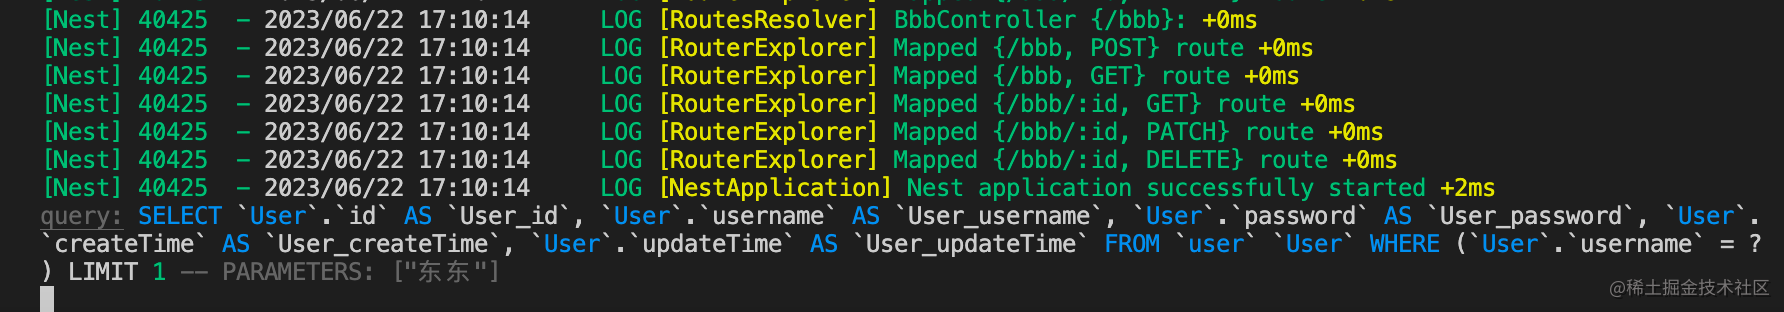 [Nest] 40425  - 2023/06/22 17:10:14     LOG [RoutesResolver] BbbController {/bbb}: +0ms
[Nest] 40425  - 2023/06/22 17:10:14     LOG [RouterExplorer] Mapped {/bbb, POST} route +0ms
[Nest] 40425  - 2023/06/22 17:10:14     LOG [RouterExplorer] Mapped {/bbb, GET} route +0ms
[Nest] 40425  - 2023/06/22 17:10:14     LOG [RouterExplorer] Mapped {/bbb/:id, GET} route +0ms
[Nest] 40425  - 2023/06/22 17:10:14     LOG [RouterExplorer] Mapped {/bbb/:id, PATCH} route +0ms
[Nest] 40425  - 2023/06/22 17:10:14     LOG [RouterExplorer] Mapped {/bbb/:id, DELETE} route +0ms
[Nest] 40425  - 2023/06/22 17:10:14     LOG [NestApplication] Nest application successfully started +2ms
query: SELECT `User`.`id` AS `User_id`, `User`.`username` AS `User_username`, `User`.`password` AS `User_password`, `User`.
`createTime` AS `User_createTime`, `User`.`updateTime` AS `User_updateTime` FROM `user` `User` WHERE (`User`.`username` = ?
) LIMIT 1 -- PARAMETERS: ["东东"]
@稀土掘金技术社区